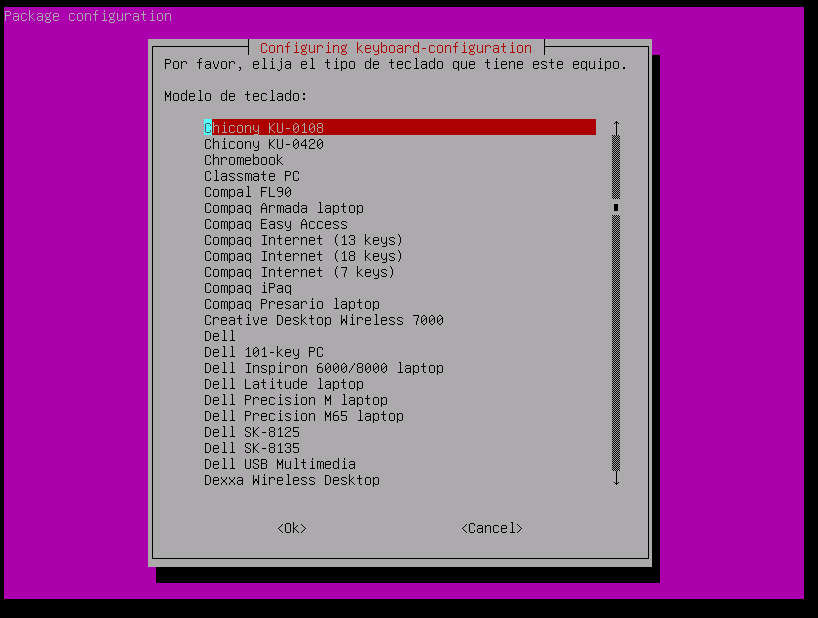 Package configuration
Configuring keyboard-configuration
Por favor, elija el tipo de teclado que tiene este equipo.
Modelo de teclado:
Chicony KU-0108
Chicony KU-0420
Chromebook
Classmate PC
Compal FL90
Compaq Armada laptop
Compaq Easy Access
Compaq Internet (13 keys)
Compaq Internet (18 keys)
Compaq Internet (7 keys)
Compaq iPaq
Compaq Presario laptop
Creative Desktop Wireless 7000
Dell
Dell 101-key PC
Dell Inspiron 6000/8000 laptop
Dell Latitude laptop
Dell Precision M laptop
Dell Precision M65 laptop
Dell SK-8125
Dell SK-8135
Dell USB Multimedia
Dexxa Wireless Desktop
<Ok> <Cancel>